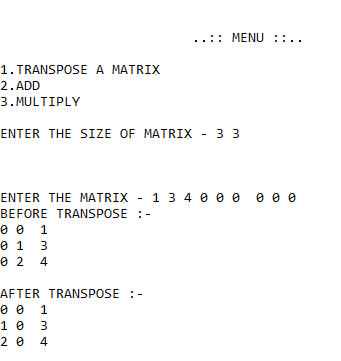 ..:: MENU ::..
1.TRANSPOSE A MATRIX
2.ADD
3.MULTIPLY
ENTER THE SIZE OF MATRIX - 3 3
ENTER THE MATRIX - 1 3 4 0 0 0  0 0 0
BEFORE TRANSPOSE :-
0 0  1
0 1  3
0 2  4
AFTER TRANSPOSE :-
0 0  1
1 0  3
2 0  4